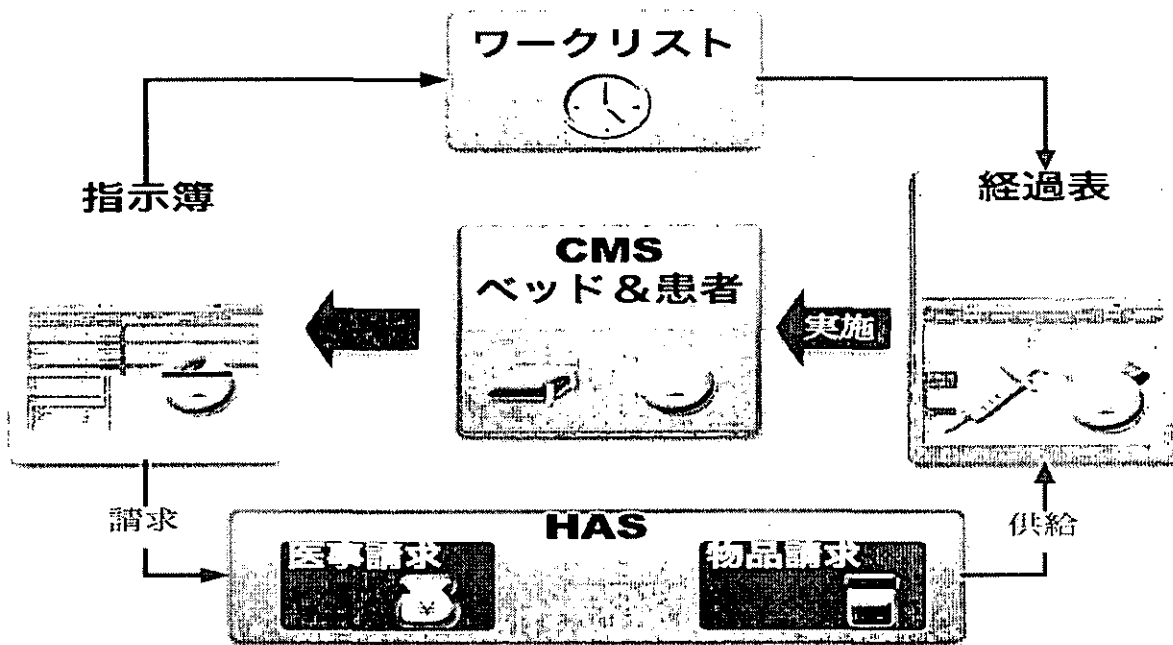 ワークリスト
指示簿
経過表
CMS
ベッド&患者
実施
請求
供給
HAS
医事請求
物品請求
¥